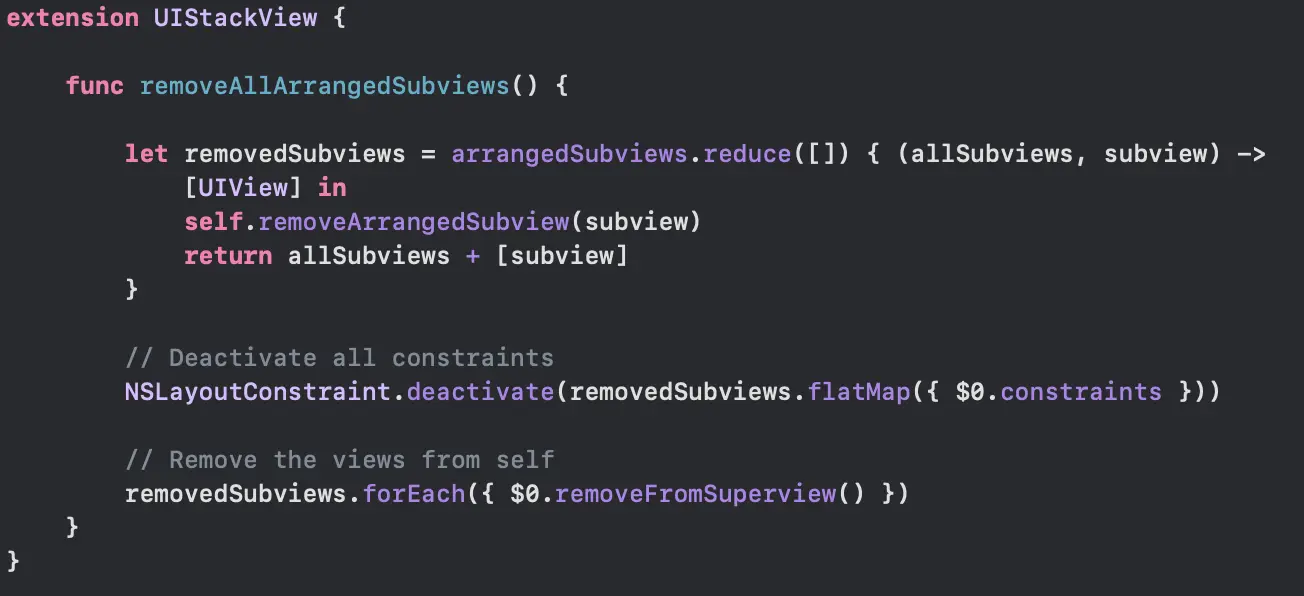 extension UIStackView {
func removeAllArrangedSubviews() {
let removedSubviews = arrangedSubviews.reduce([]) { (allSubviews, subview) ->
[UIView] in
self.removeArrangedSubview(subview)
return allSubviews + [subview]
}
// Deactivate all constraints
NSLayoutConstraint.deactivate(removedSubviews.flatMap({ $0.constraints }))
// Remove the views from self
removedSubviews.forEach({ $0.removeFromSuperview() })
}
}